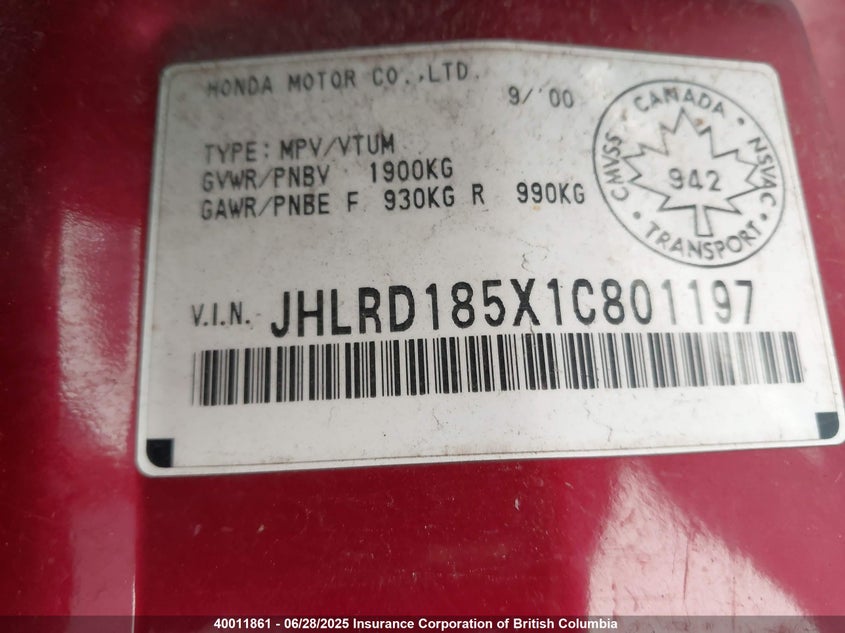 HONDA MOTOR CO.,LTD.
9/'00
TYPE: MPV/VTUM
GVWR/PNBV 1900KG
GAWR/PNBE F 930KG R 990KG
CANADA • NSVAC • TRANSPORT • CMVSS •
942
V.I.N. JHLRD185X1C801197
40011861 - 06/28/2025 Insurance Corporation of British Columbia